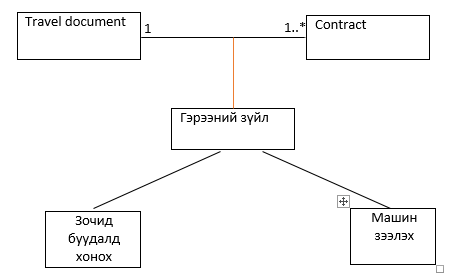 Travel document
1
1..*
Contract
Гэрээний зүйл
Зочид
буудалд
хонох
Машин
зээлэх